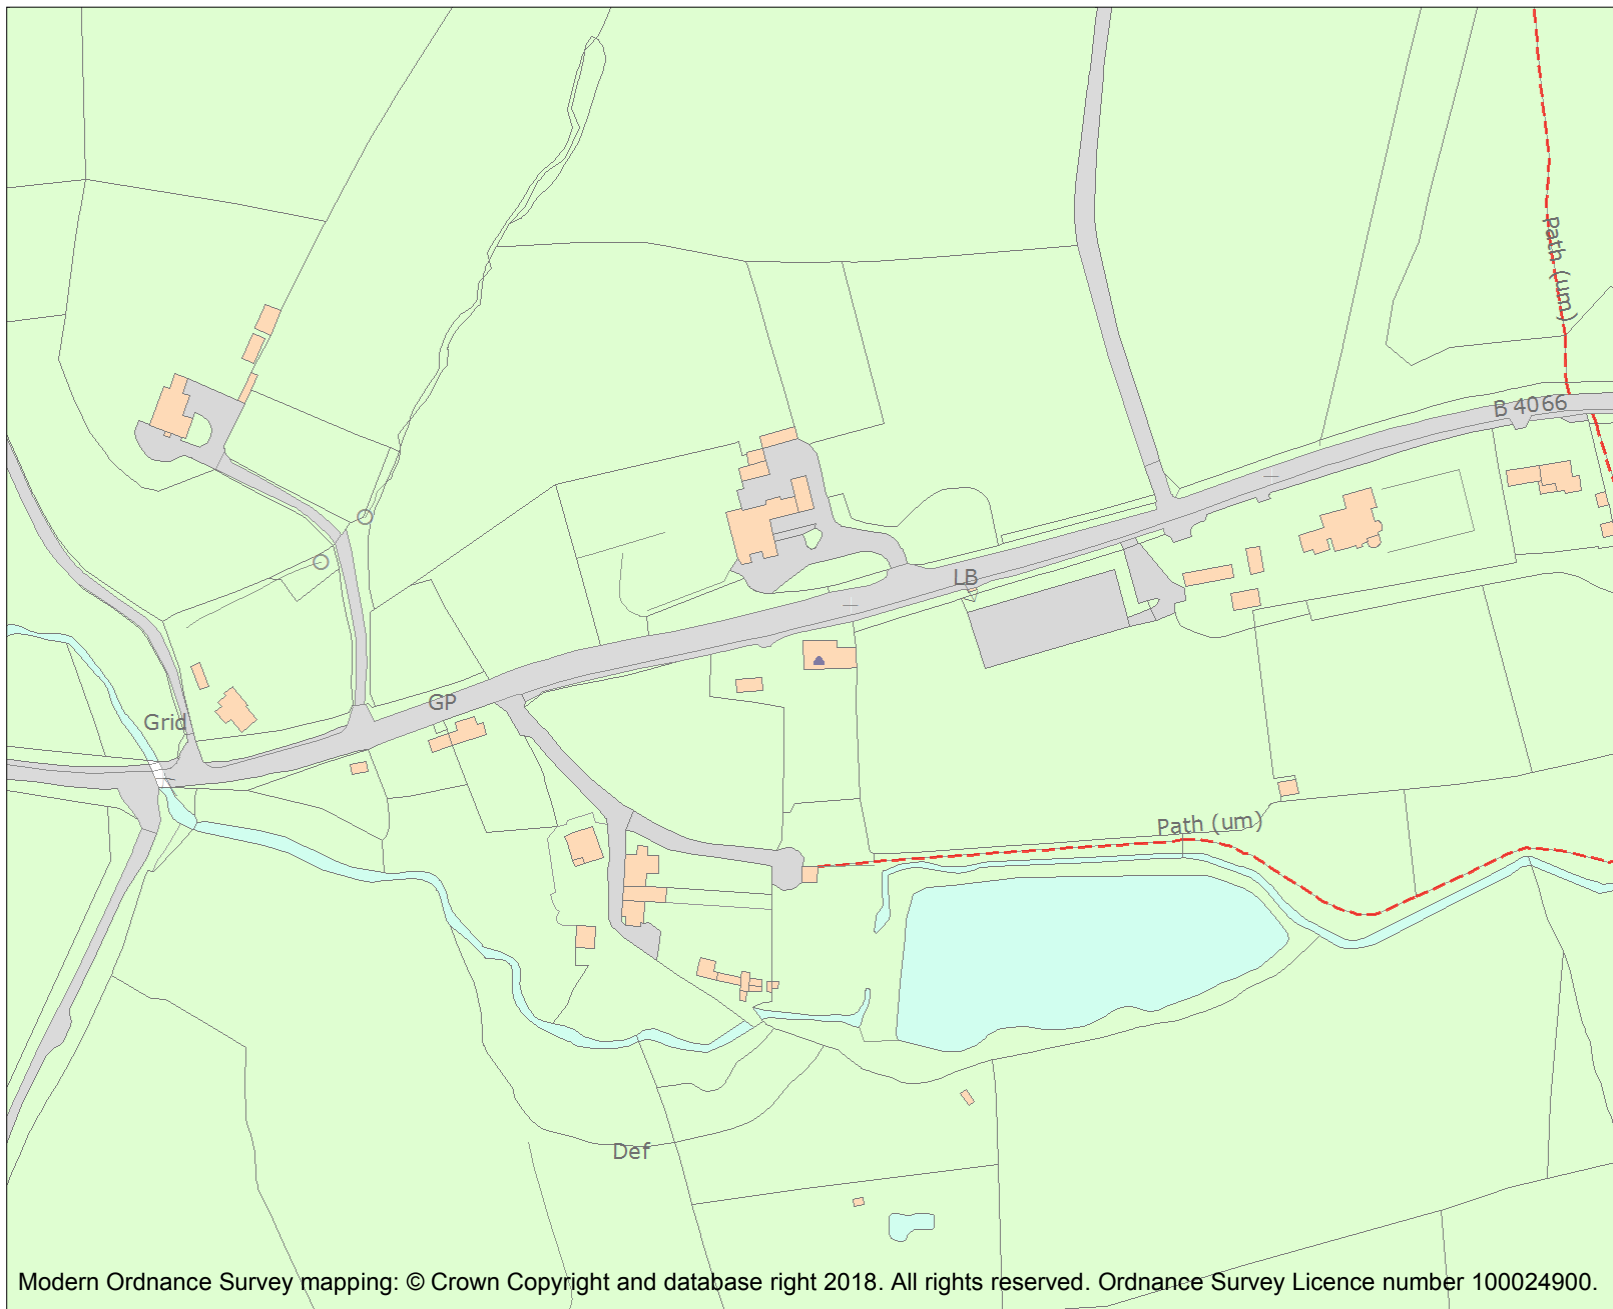 Path (um)
B 4066
LB
GP
Grid
Path (um)
Def
Modern Ordnance Survey mapping: © Crown Copyright and database right 2018. All rights reserved. Ordnance Survey Licence number 100024900.